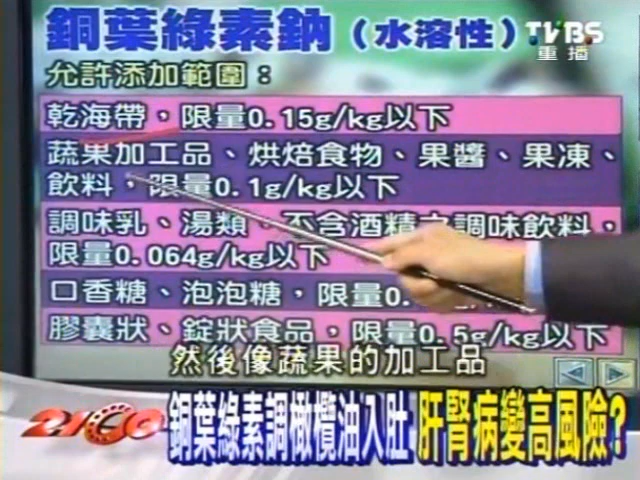 銅葉綠素鈉(水溶性)
TVBS
重播
允許添加範圍：
乾海帶，限量0.15g/kg以下
蔬果加工品、烘焙食物、果醬、果凍、
飲料，限量0.1g/kg以下
調味乳、湯類、不含酒精之調味飲料，
限量0.064g/kg以下
口香糖、泡泡糖，限量0.
膠囊狀、錠狀食品，限量0.5g/kg以下
然後像蔬果的加工品
2100
銅葉綠素調橄欖油入肚 肝腎病變高風險?